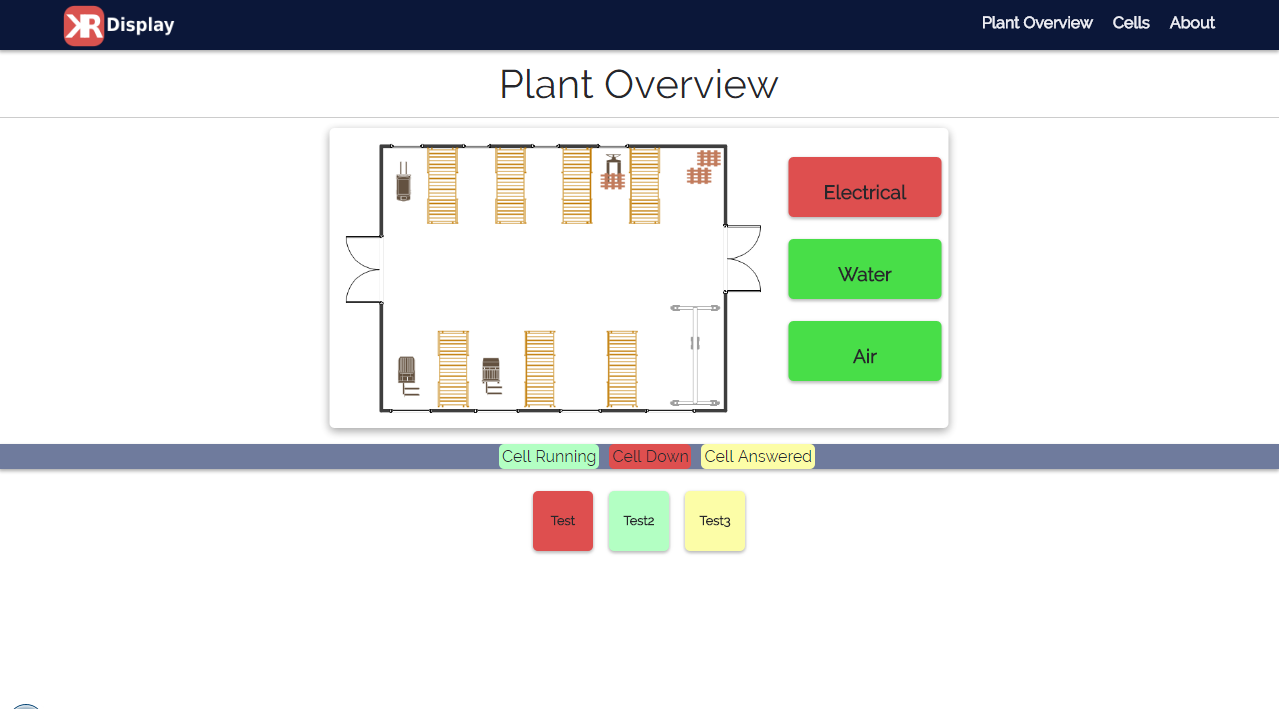 KR Display
Plant Overview Cells About
Plant Overview
Electrical
Water
Air
Cell Running Cell Down Cell Answered
Test Test2 Test3